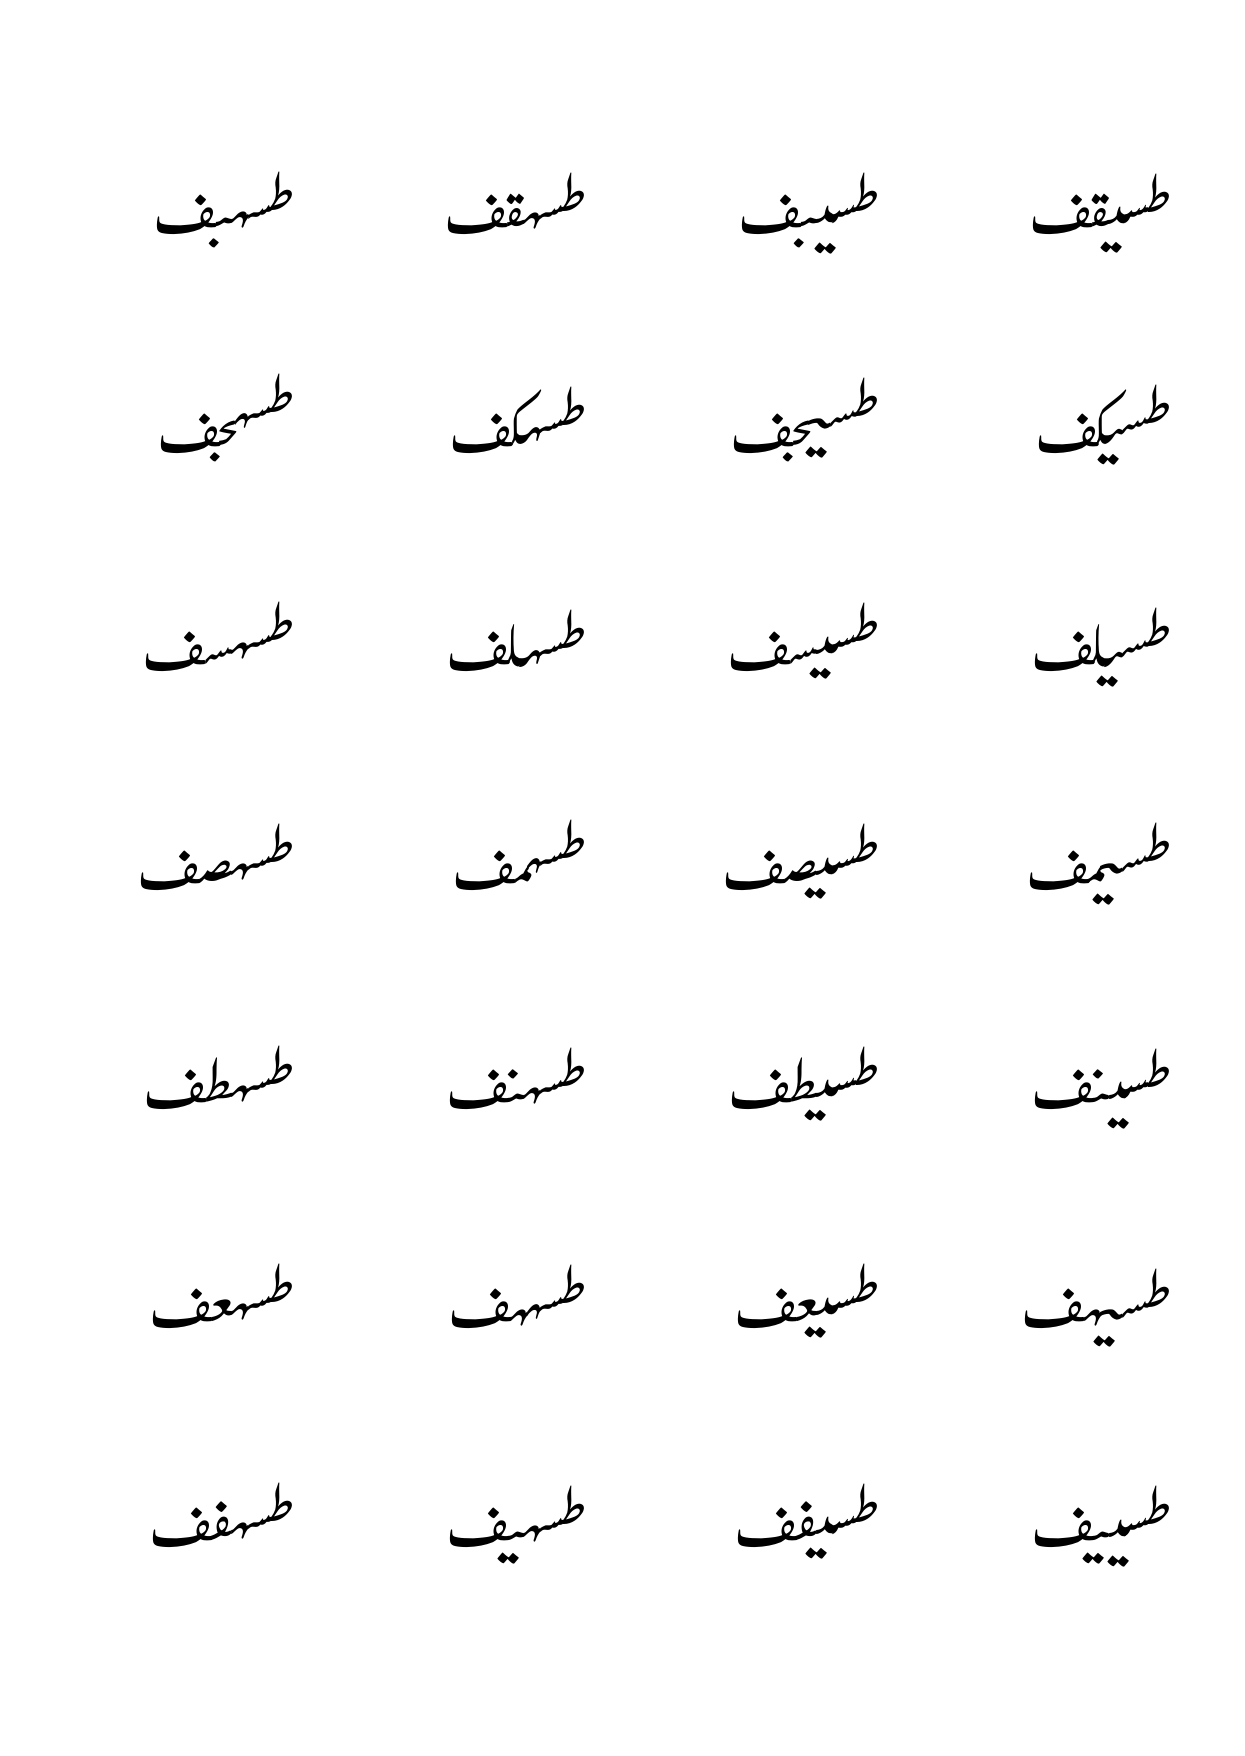 طسيقف طسيبف طسهقف طسهبف
طسيكف طسيجف طسهكف طسهجف
طسيلف طسيسف طسهلف طسهسف
طسيمف طسيصف طسهمف طسهصف
طسينف طسيطف طسهنف طسهطف
طسيهف طسيعف طسههف طسهعف
طسييف طسيفف طسهيف طسهفف